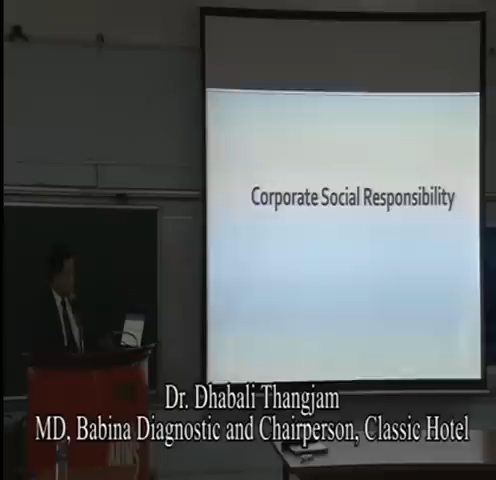 Corporate Social Responsibility
Dr. Dhabali Thangjam
MD, Babina Diagnostic and Chairperson, Classic Hotel